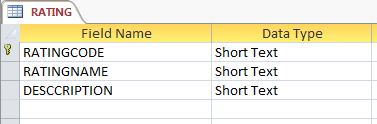 RATING
Field Name Data Type
RATINGCODE Short Text
RATINGNAME Short Text
DESCCRIPTION Short Text